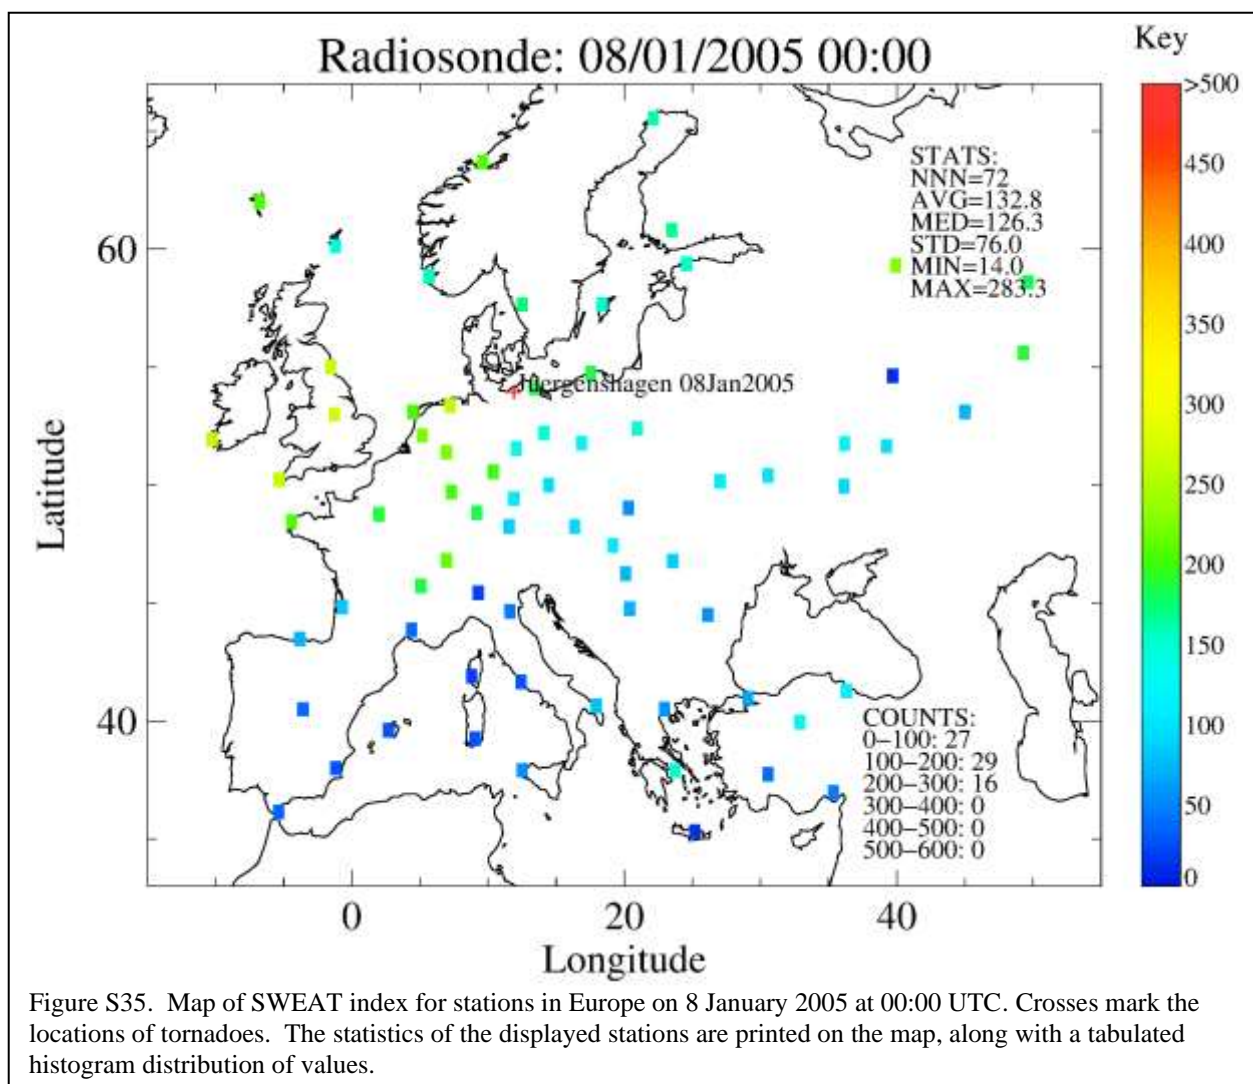 Radiosonde: 08/01/2005 00:00
Key
>500
450
400
350
300
250
200
150
100
50
0
STATS:
NNN=72
AVG=132.8
MED=126.3
STD=76.0
MIN=14.0
MAX=283.3
60
40
Latitude
Juergenshagen 08Jan2005
COUNTS:
0–100: 27
100–200: 29
200–300: 16
300–400: 0
400–500: 0
500–600: 0
0
20
40
Longitude
Figure S35. Map of SWEAT index for stations in Europe on 8 January 2005 at 00:00 UTC. Crosses mark the
locations of tornadoes. The statistics of the displayed stations are printed on the map, along with a tabulated
histogram distribution of values.